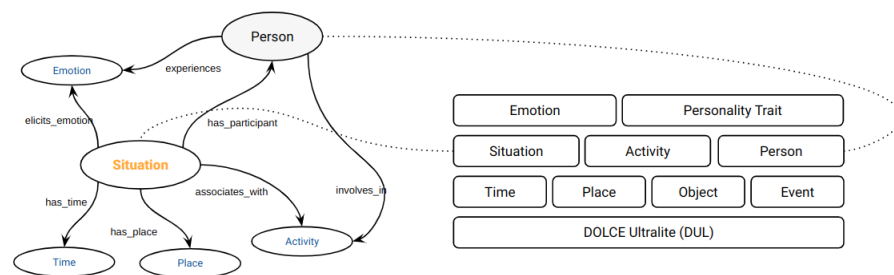 Person
Emotion
experiences
elicits_emotion
has_participant
Situation
associates_with
involves_in
has_time
has_place
Activity
Time
Place
Emotion
Personality Trait
Situation
Activity
Person
Time
Place
Object
Event
DOLCE Ultralite (DUL)